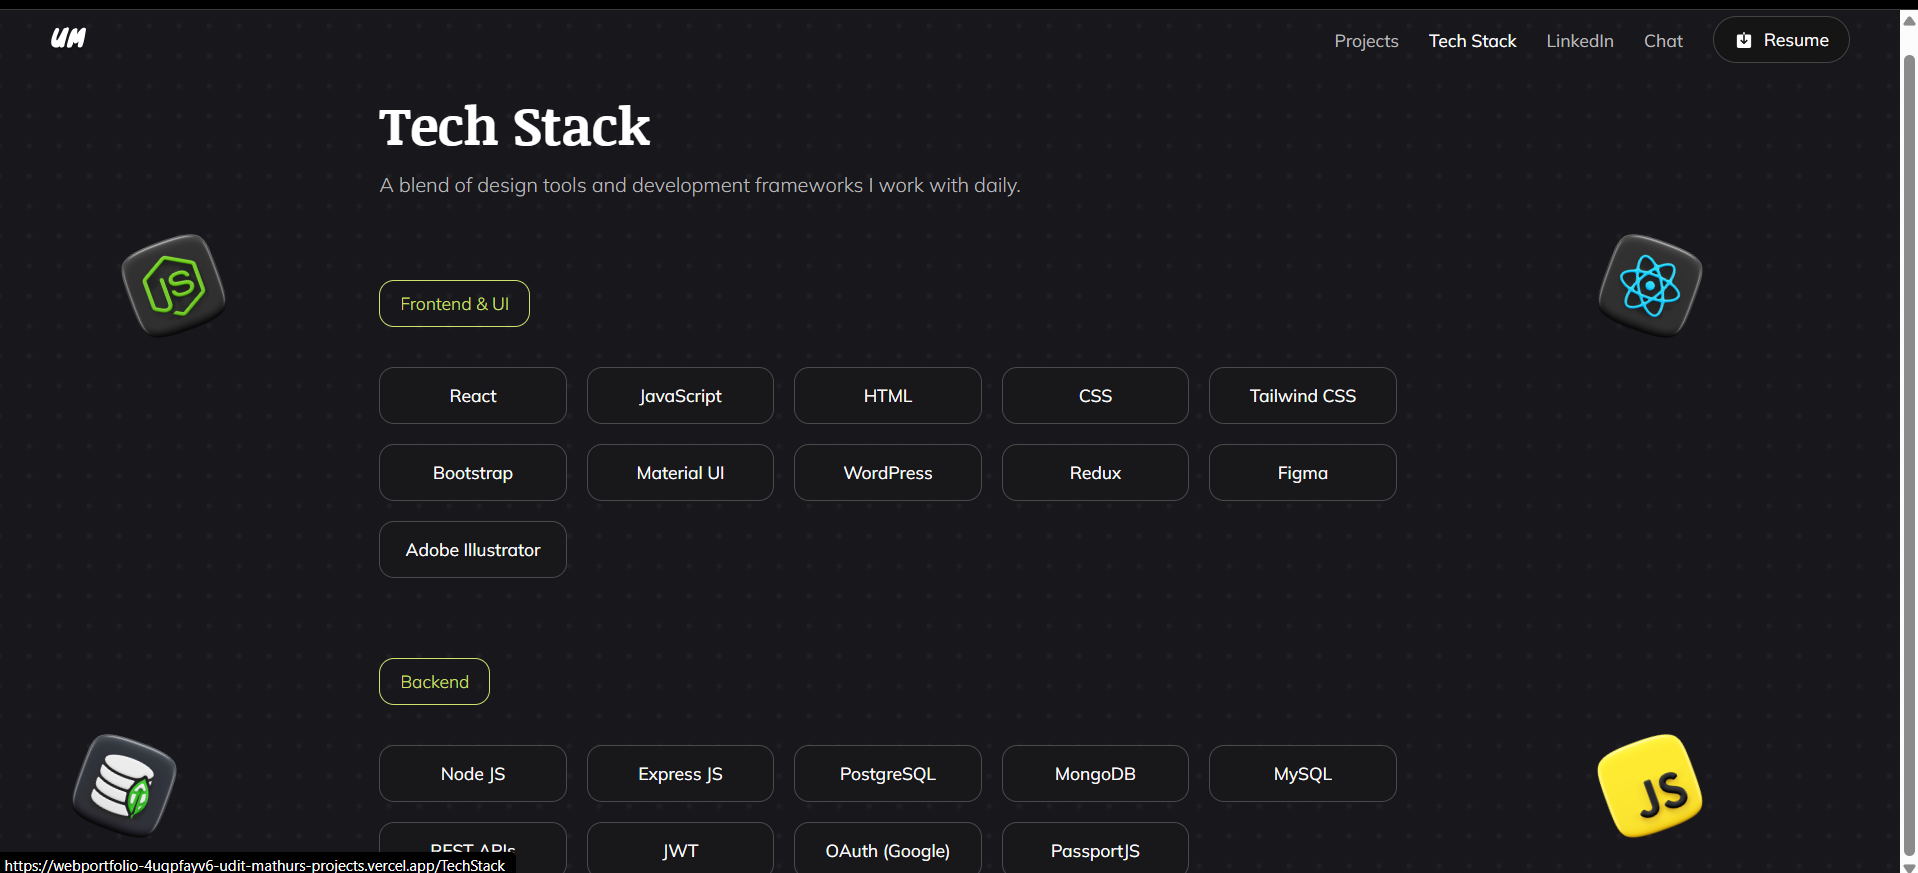 UM
Projects Tech Stack LinkedIn Chat Resume
Tech Stack
A blend of design tools and development frameworks I work with daily.
JS
Frontend & UI
React JavaScript HTML CSS Tailwind CSS
Bootstrap Material UI WordPress Redux Figma
Adobe Illustrator
Backend
Node JS Express JS PostgreSQL MongoDB MySQL
JS
REST APIs JWT OAuth (Google) PassportJS
https://webportfolio-4uqpfayv6-udit-mathurs-projects.vercel.app/TechStack